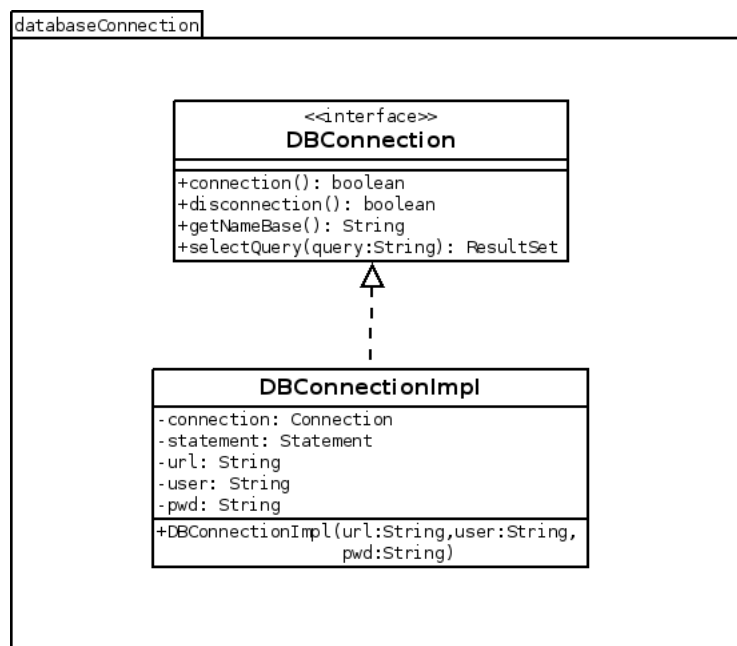 databaseConnection
<<interface>>
DBConnection
+connection(): boolean
+disconnection(): boolean
+getNameBase(): String
+selectQuery(query:String): ResultSet
DBConnectionImpl
-connection: Connection
-statement: Statement
-url: String
-user: String
-pwd: String
+DBConnectionImpl(url:String,user:String,
pwd:String)